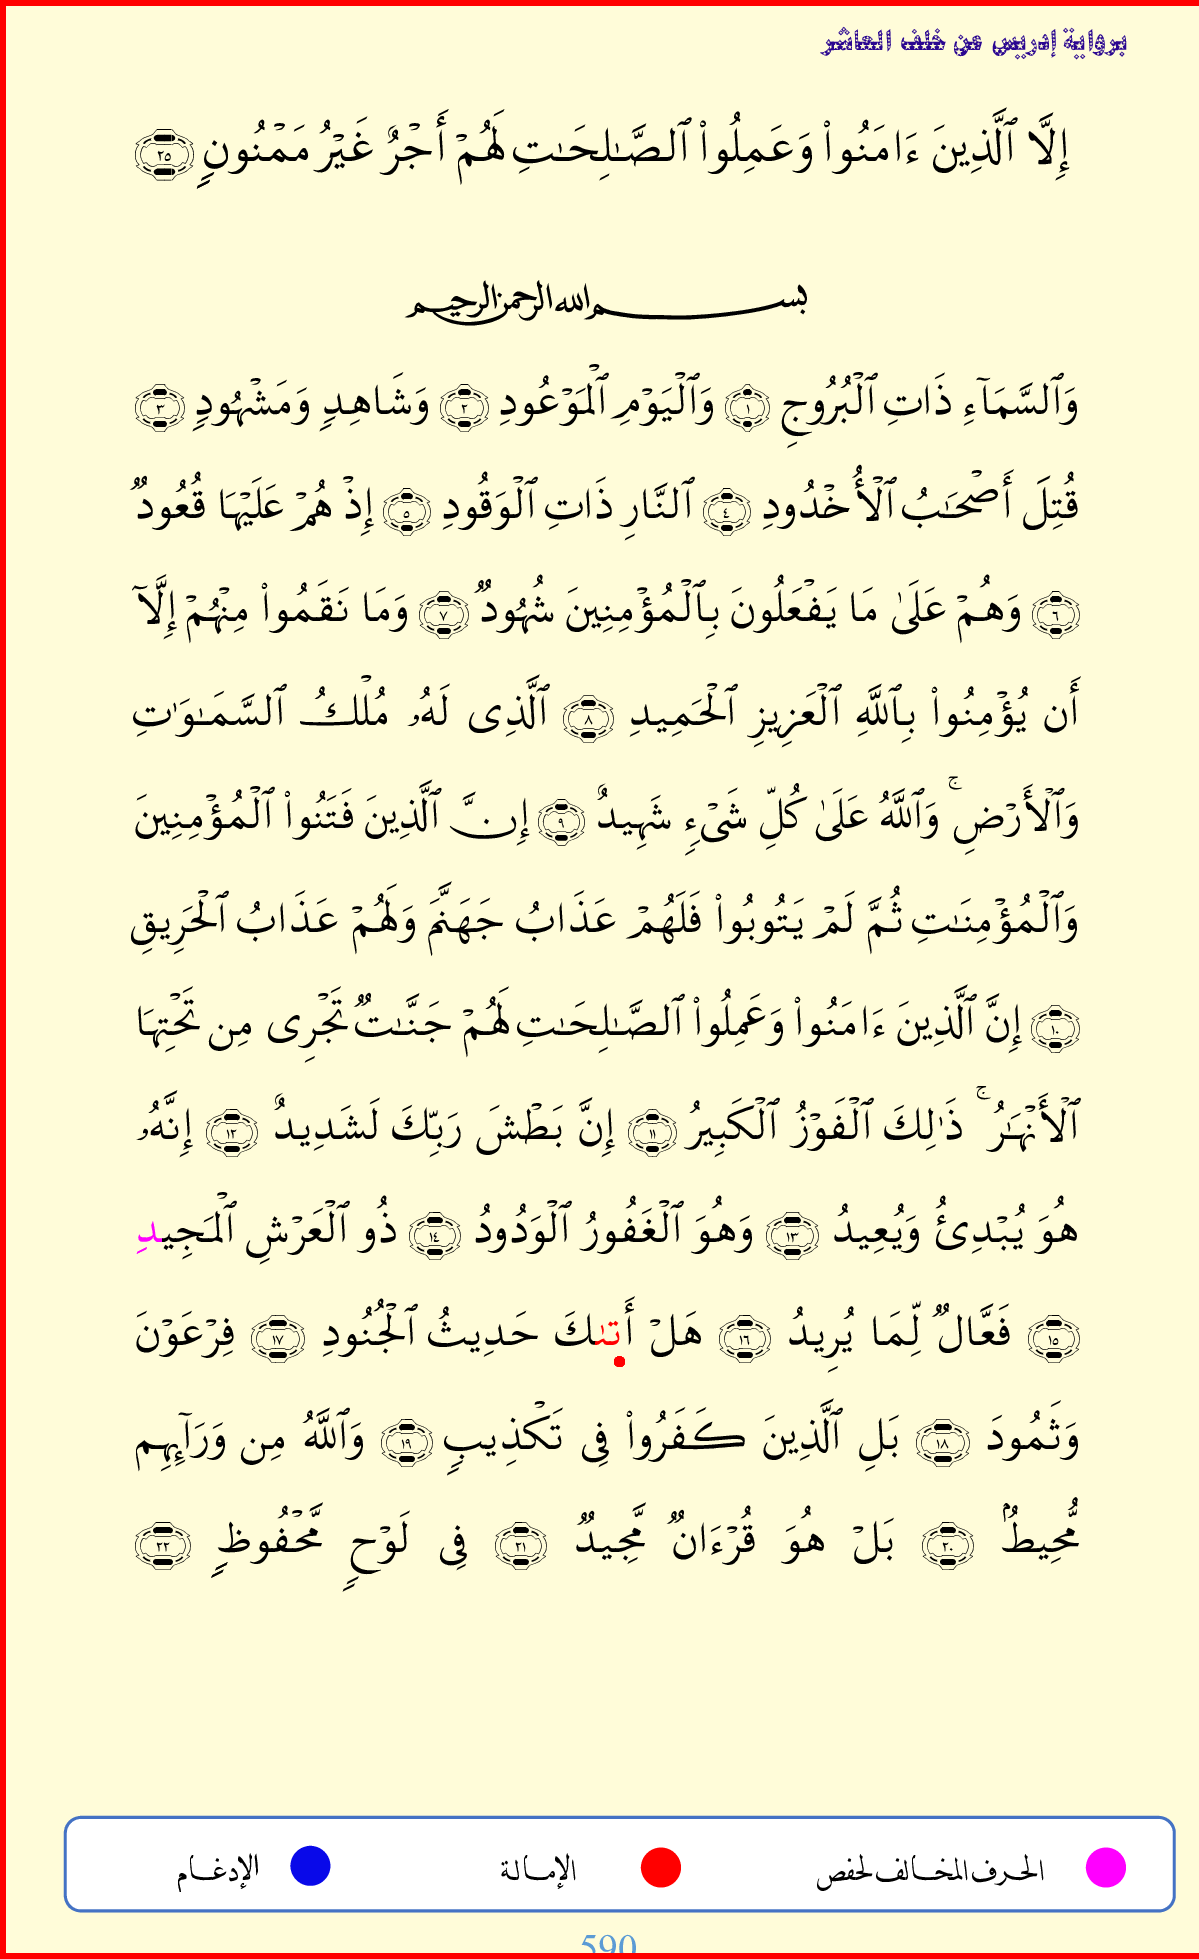 برواية إدريس عن خلف العاشر
إِلَّا ٱلَّذِينَ ءَامَنُوا۟ وَعَمِلُوا۟ ٱلصَّـٰلِحَـٰتِ لَهُمْ أَجْرٌ غَيْرُ مَمْنُونٍۭ ٢٥
بسم الله الرحمن الرحيم
وَٱلسَّمَآءِ ذَاتِ ٱلْبُرُوجِ ١ وَٱلْيَوْمِ ٱلْمَوْعُودِ ٢ وَشَاهِدٍ وَمَشْهُودٍ ٣
قُتِلَ أَصْحَـٰبُ ٱلْأُخْدُودِ ٤ ٱلنَّارِ ذَاتِ ٱلْوَقُودِ ٥ إِذْ هُمْ عَلَيْهَا قُعُودٌ
٦ وَهُمْ عَلَىٰ مَا يَفْعَلُونَ بِٱلْمُؤْمِنِينَ شُهُودٌ ٧ وَمَا نَقَمُوا۟ مِنْهُمْ إِلَّآ
أَن يُؤْمِنُوا۟ بِٱللَّهِ ٱلْعَزِيزِ ٱلْحَمِيدِ ٨ ٱلَّذِى لَهُۥ مُلْكُ ٱلسَّمَـٰوَٰتِ
وَٱلْأَرْضِ ۚ وَٱللَّهُ عَلَىٰ كُلِّ شَىْءٍ شَهِيدٌ ٩ إِنَّ ٱلَّذِينَ فَتَنُوا۟ ٱلْمُؤْمِنِينَ
وَٱلْمُؤْمِنَـٰتِ ثُمَّ لَمْ يَتُوبُوا۟ فَلَهُمْ عَذَابُ جَهَنَّمَ وَلَهُمْ عَذَابُ ٱلْحَرِيقِ
١٠ إِنَّ ٱلَّذِينَ ءَامَنُوا۟ وَعَمِلُوا۟ ٱلصَّـٰلِحَـٰتِ لَهُمْ جَنَّـٰتٌ تَجْرِى مِن تَحْتِهَا
ٱلْأَنْهَـٰرُ ۚ ذَٰلِكَ ٱلْفَوْزُ ٱلْكَبِيرُ ١١ إِنَّ بَطْشَ رَبِّكَ لَشَدِيدٌ ١٢ إِنَّهُۥ
هُوَ يُبْدِئُ وَيُعِيدُ ١٣ وَهُوَ ٱلْغَفُورُ ٱلْوَدُودُ ١٤ ذُو ٱلْعَرْشِ ٱلْمَجِيدِ
١٥ فَعَّالٌ لِّمَا يُرِيدُ ١٦ هَلْ أَتَىٰكَ حَدِيثُ ٱلْجُنُودِ ١٧ فِرْعَوْنَ
وَثَمُودَ ١٨ بَلِ ٱلَّذِينَ كَفَرُوا۟ فِى تَكْذِيبٍ ١٩ وَٱللَّهُ مِن وَرَآئِهِم
مُّحِيطٌۢ ٢٠ بَلْ هُوَ قُرْءَانٌ مَّجِيدٌ ٢١ فِى لَوْحٍ مَّحْفُوظٍۭ ٢٢
الحرف المخالف لحفص
الإمالة
الإدغام
590